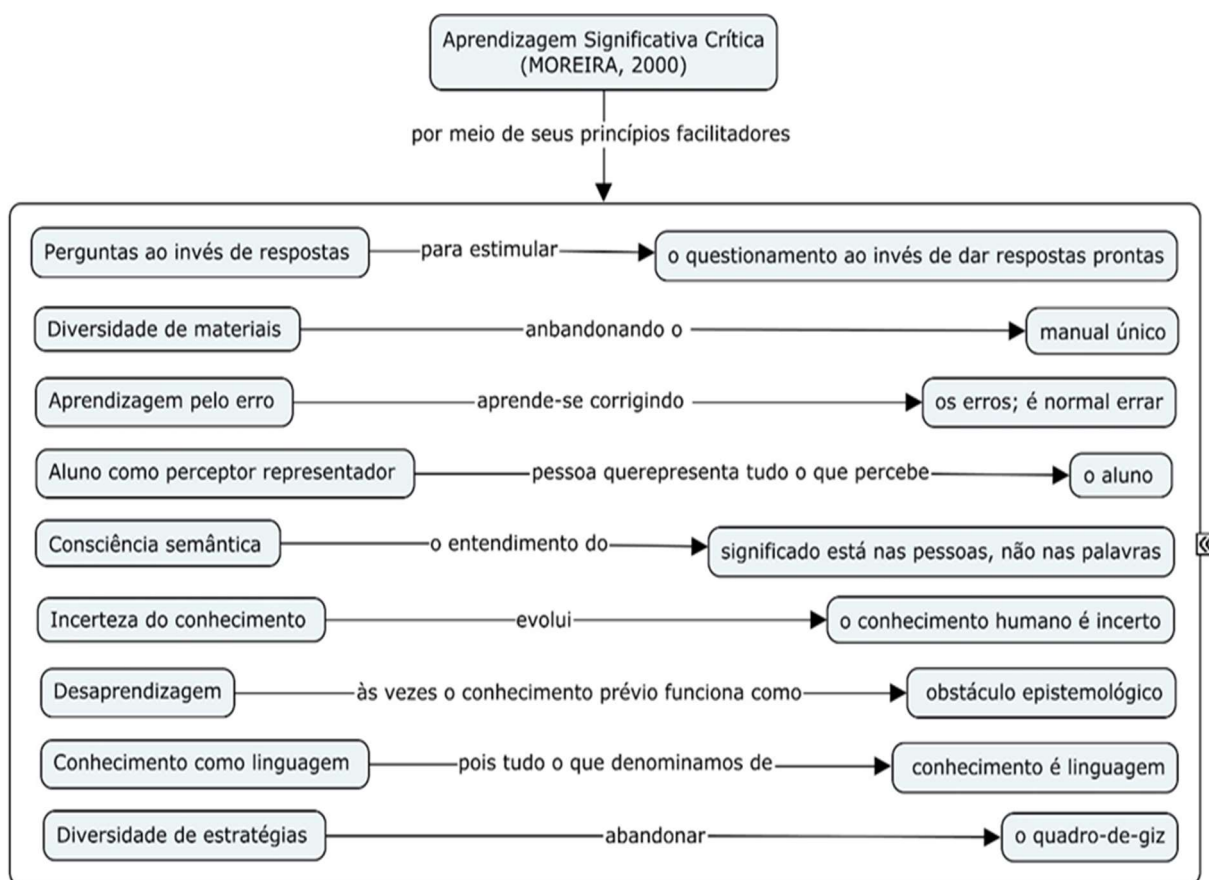 Aprendizagem Significativa Crítica
(MOREIRA, 2000)
por meio de seus princípios facilitadores
Perguntas ao invés de respostas para estimular o questionamento ao invés de dar respostas prontas
Diversidade de materiais anbandonando o manual único
Aprendizagem pelo erro aprende-se corrigindo os erros; é normal errar
Aluno como perceptor representador pessoa querepresenta tudo o que percebe o aluno
Consciência semântica o entendimento do significado está nas pessoas, não nas palavras
Incerteza do conhecimento evolui o conhecimento humano é incerto
Desaprendizagem às vezes o conhecimento prévio funciona como obstáculo epistemológico
Conhecimento como linguagem pois tudo o que denominamos de conhecimento é linguagem
Diversidade de estratégias abandonar o quadro-de-giz